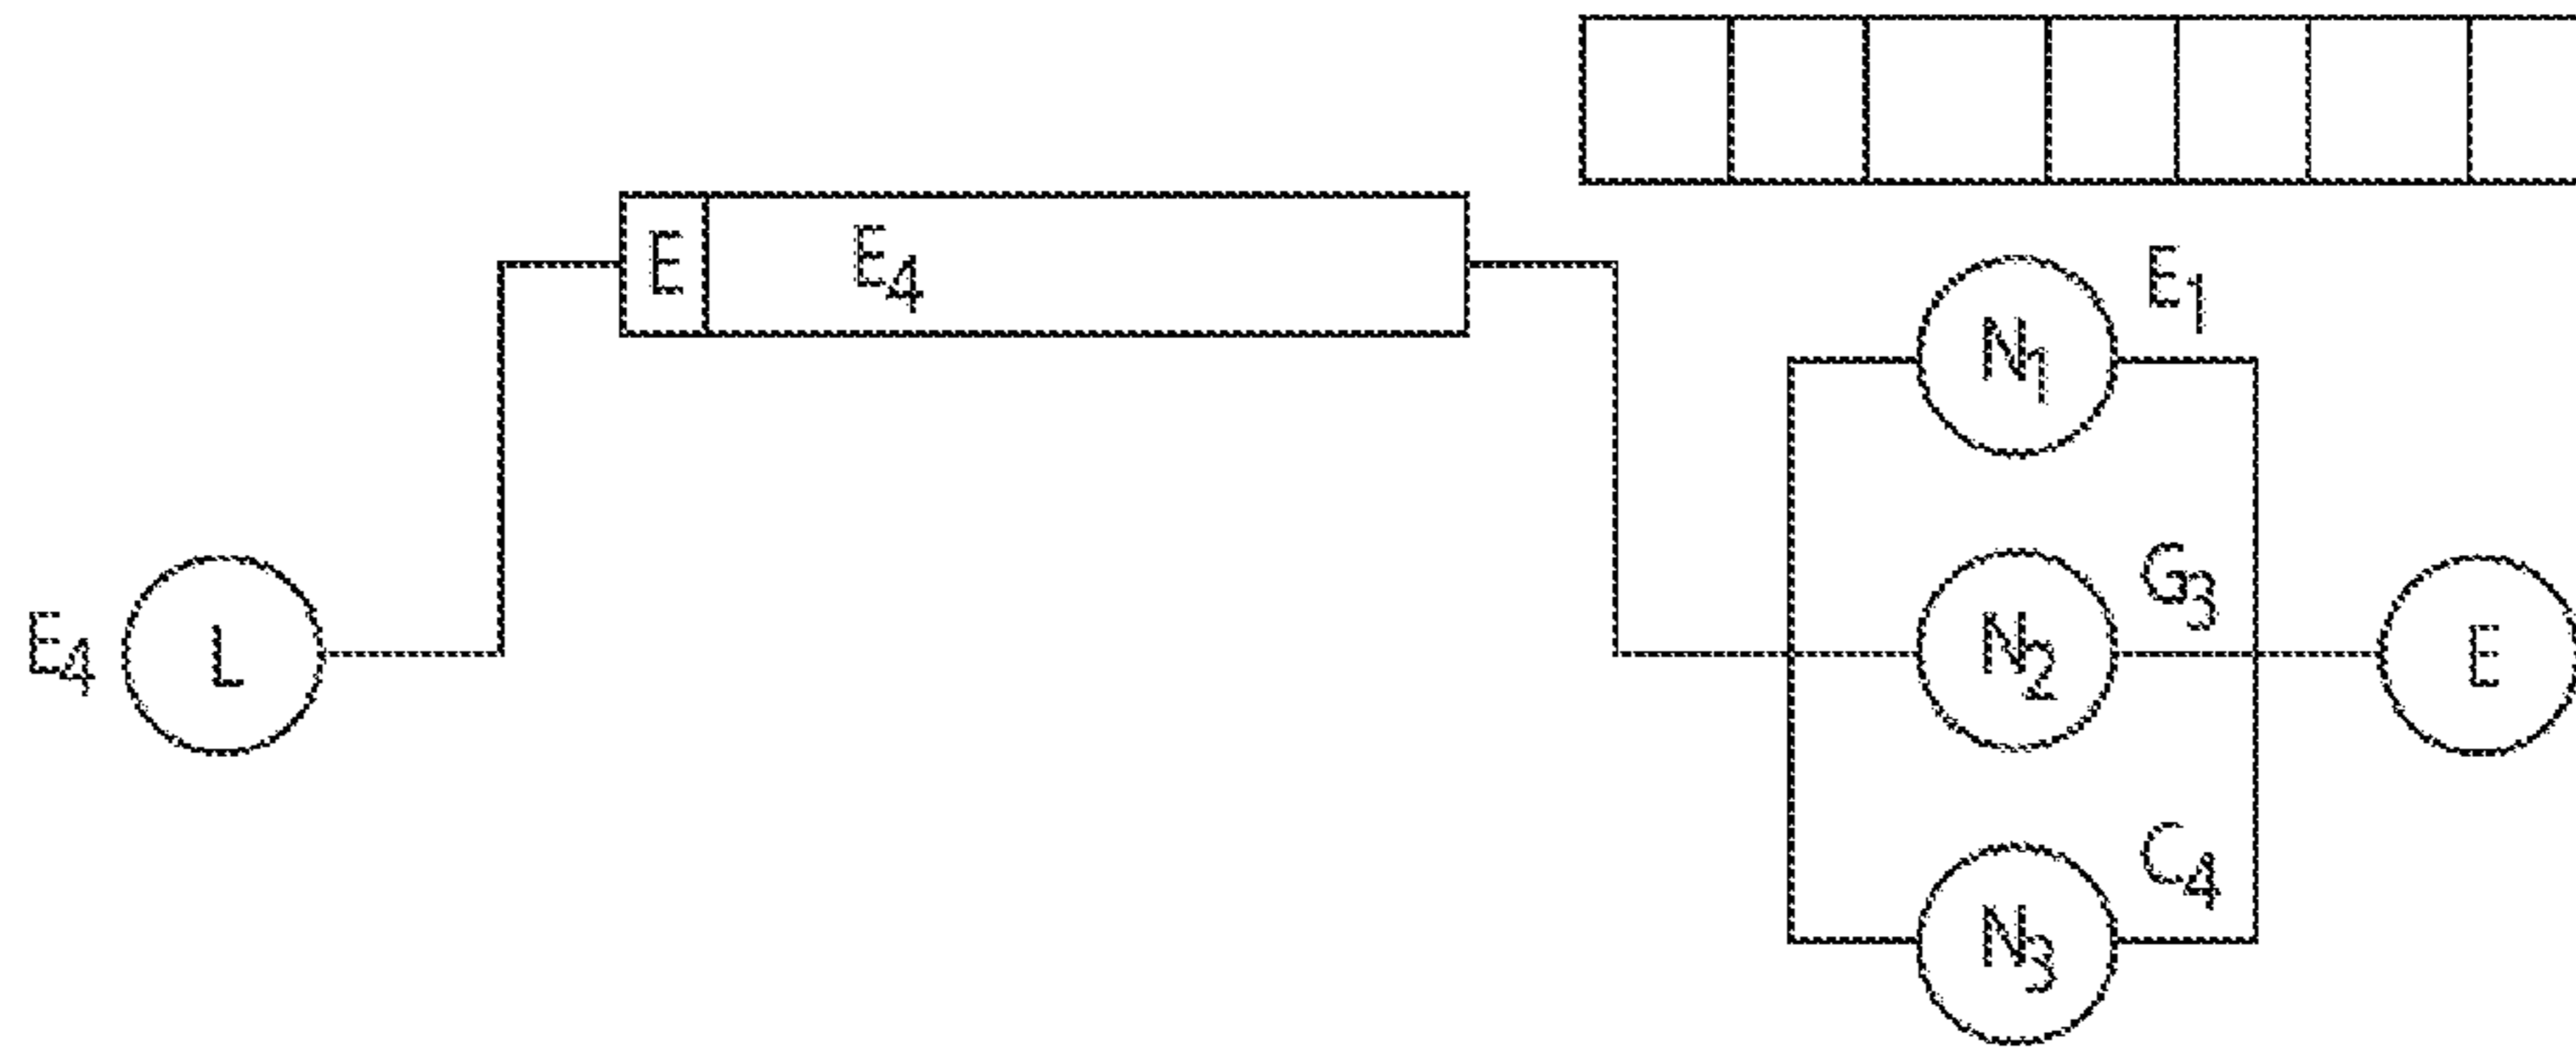 E E₄
E₁
N₁
G₃
E₄ L N₂ E
C₄
N₃